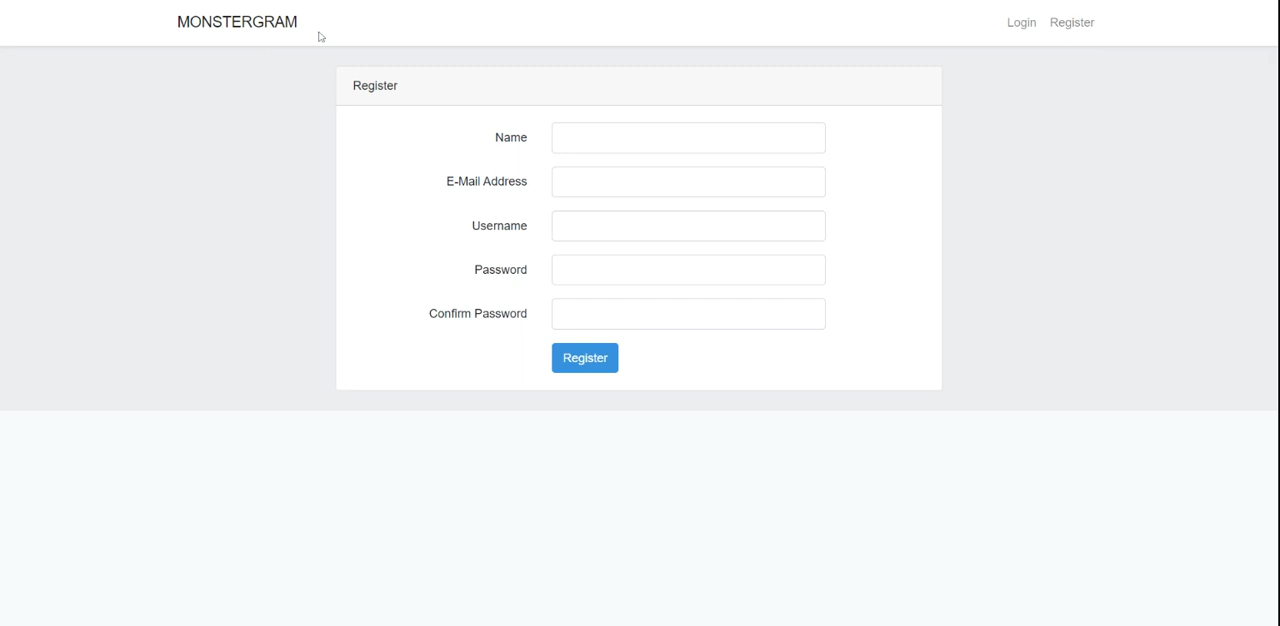 MONSTERGRAM
Login Register
Register
Name
E-Mail Address
Username
Password
Confirm Password
Register